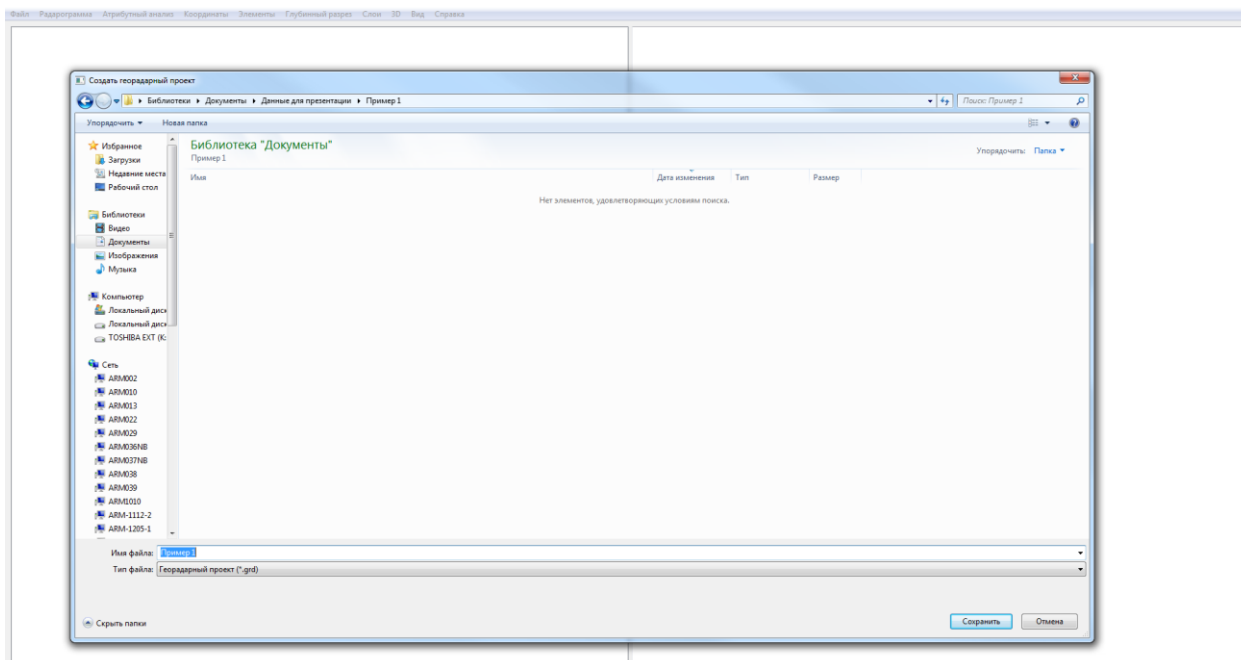 Файл Радарограмма Атрибутный анализ Координаты Элементы Глубинный разрез Слои 3D Вид Справка
Создать георадарный проект
Библиотеки Документы Данные для презентации Пример 1
Поиск: Пример 1
Упорядочить Новая папка
Избранное
Загрузки
Недавние места
Рабочий стол
Библиотеки
Видео
Документы
Изображения
Музыка
Компьютер
Локальный диск
Локальный диск
TOSHIBA EXT (K:
Сеть
ARM002
ARM010
ARM013
ARM022
ARM029
ARM036NB
ARM037NB
ARM038
ARM039
ARM1010
ARM-1112-2
ARM-1205-1
Библиотека "Документы"
Пример 1
Упорядочить: Папка
Имя Дата изменения Тип Размер
Нет элементов, удовлетворяющих условиям поиска.
Имя файла: Пример 1
Тип файла: Георадарный проект (*.grd)
Скрыть папки
Сохранить Отмена